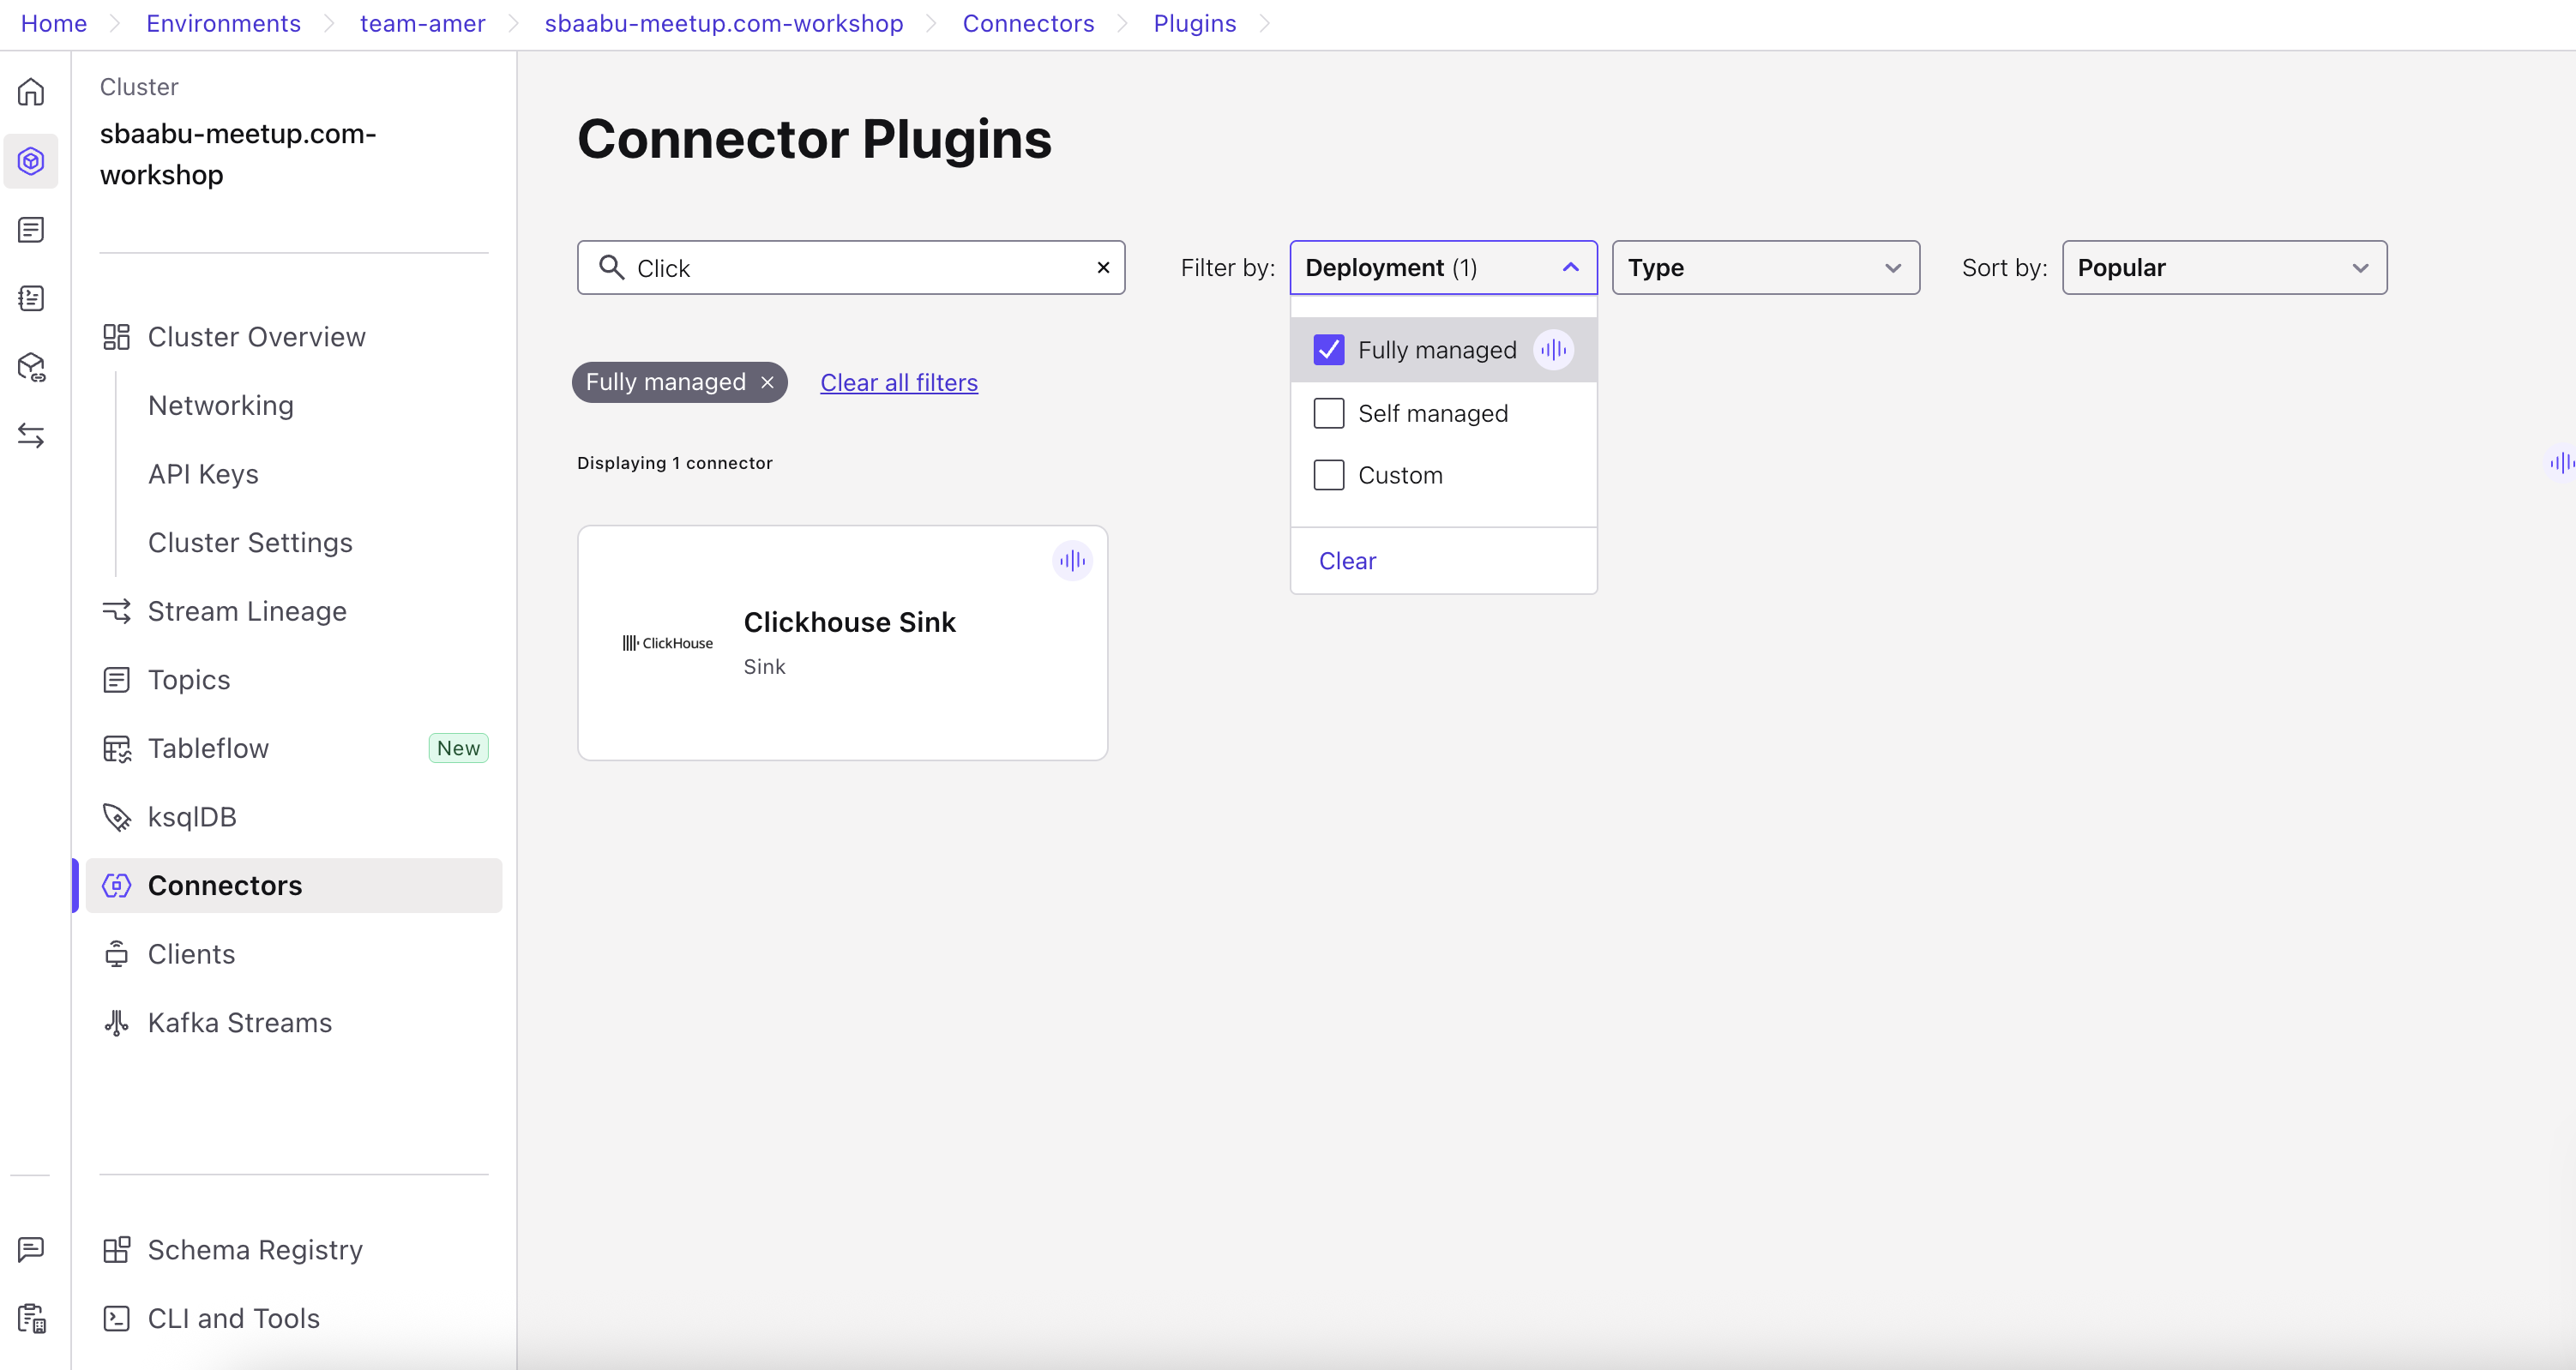 Home Environments team-amer sbaabu-meetup.com-workshop Connectors Plugins
Cluster
sbaabu-meetup.com-
workshop
Cluster Overview
Networking
API Keys
Cluster Settings
Stream Lineage
Topics
Tableflow New
ksqlDB
Connectors
Clients
Kafka Streams
Schema Registry
CLI and Tools
Connector Plugins
Click
Filter by: Deployment (1) Type Sort by: Popular
Fully managed
Self managed
Custom
Clear
Fully managed Clear all filters
Displaying 1 connector
ClickHouse
Clickhouse Sink
Sink